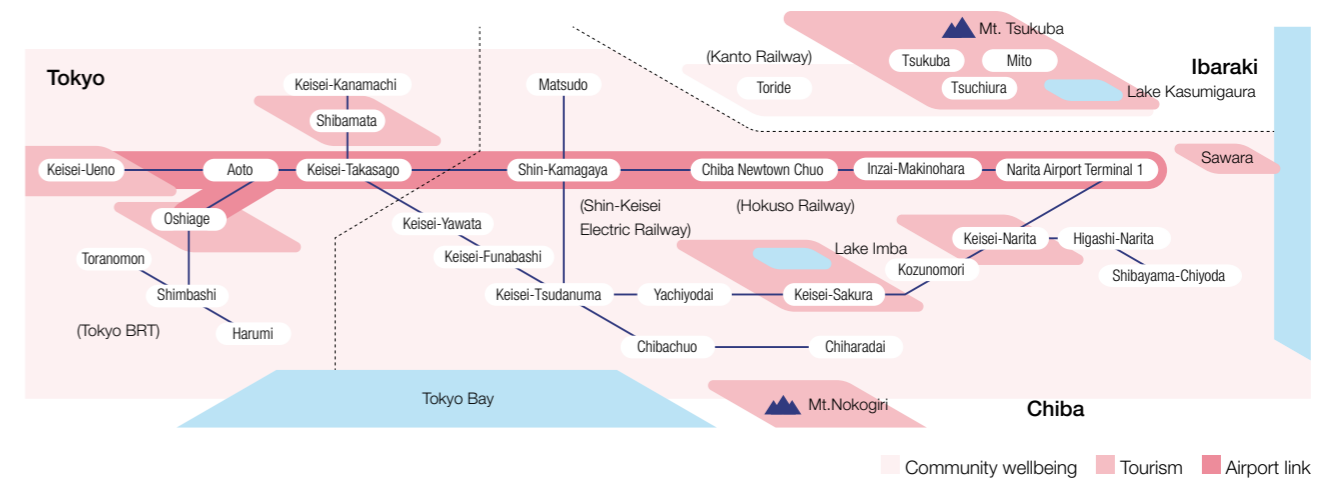 Mt. Tsukuba
(Kanto Railway)
Tokyo
Tsukuba
Mito
Ibaraki
Keisei-Kanamachi
Matsudo
Toride
Tsuchiura
Lake Kasumigaura
Shibamata
Sawara
Keisei-Ueno
Aoto
Keisei-Takasago
Shin-Kamagaya
Chiba Newtown Chuo
Inzai-Makinohara
Narita Airport Terminal 1
(Shin-Keisei
Electric Railway)
(Hokuso Railway)
Oshiage
Keisei-Yawata
Keisei-Narita
Higashi-Narita
Lake Imba
Toranomon
Keisei-Funabashi
Kozunomori
Shibayama-Chiyoda
Shimbashi
Keisei-Tsudanuma
Yachiyodai
Keisei-Sakura
(Tokyo BRT)
Harumi
Chibachuo
Chiharadai
Tokyo Bay
Mt.Nokogiri
Chiba
Community wellbeing
Tourism
Airport link